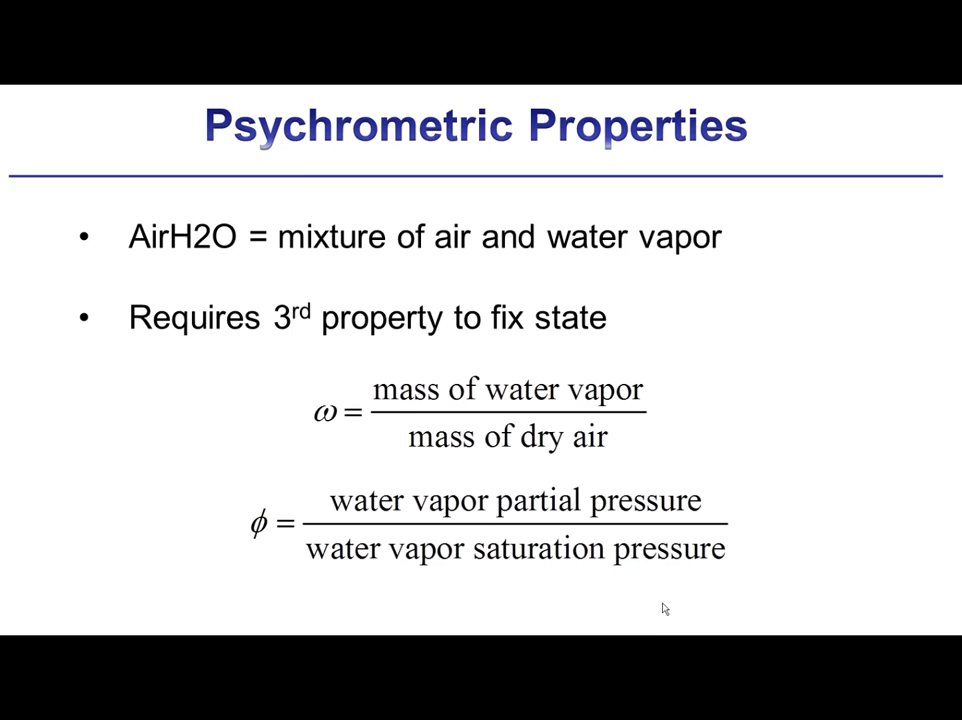 Psychrometric Properties
• AirH2O = mixture of air and water vapor
• Requires 3rd property to fix state
ω = mass of water vapor / mass of dry air
ϕ = water vapor partial pressure / water vapor saturation pressure